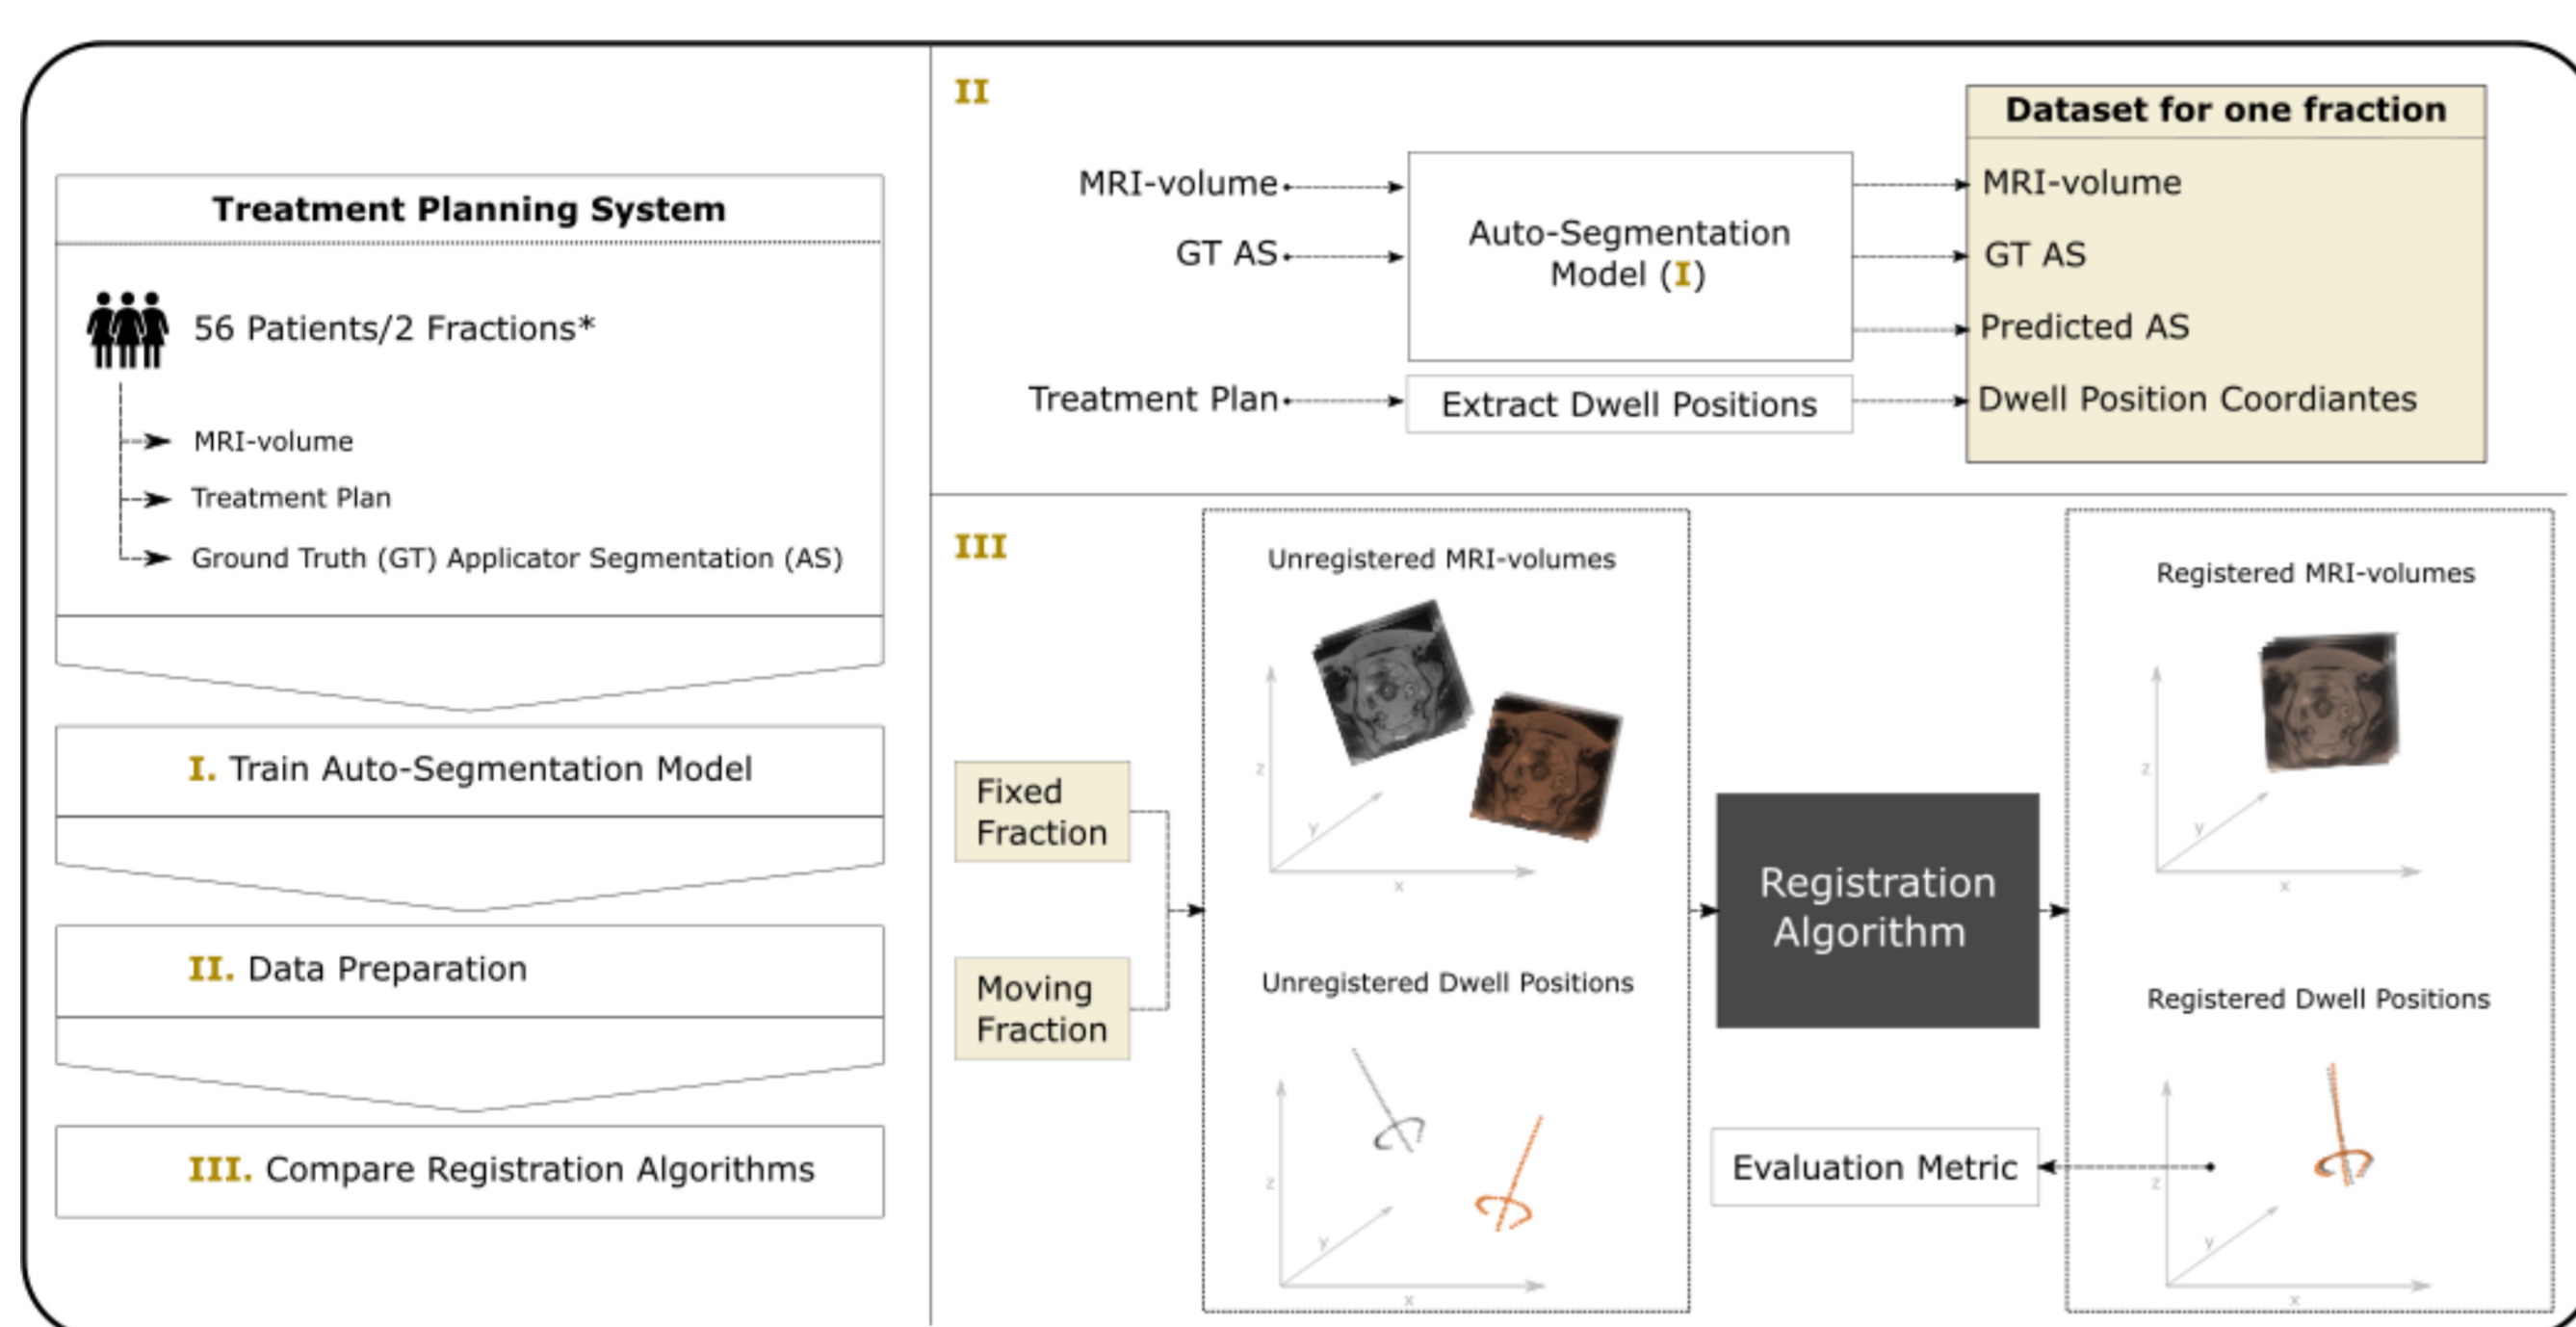 Treatment Planning System
56 Patients/2 Fractions*
MRI-volume
Treatment Plan
Ground Truth (GT) Applicator Segmentation (AS)
I. Train Auto-Segmentation Model
II. Data Preparation
III. Compare Registration Algorithms
II
MRI-volume
GT AS
Treatment Plan
Auto-Segmentation
Model (I)
Extract Dwell Positions
Dataset for one fraction
MRI-volume
GT AS
Predicted AS
Dwell Position Coordiantes
III
Fixed
Fraction
Moving
Fraction
Unregistered MRI-volumes
z
y
x
Unregistered Dwell Positions
z
y
x
Registration
Algorithm
Evaluation Metric
Registered MRI-volumes
z
y
x
Registered Dwell Positions
z
y
x